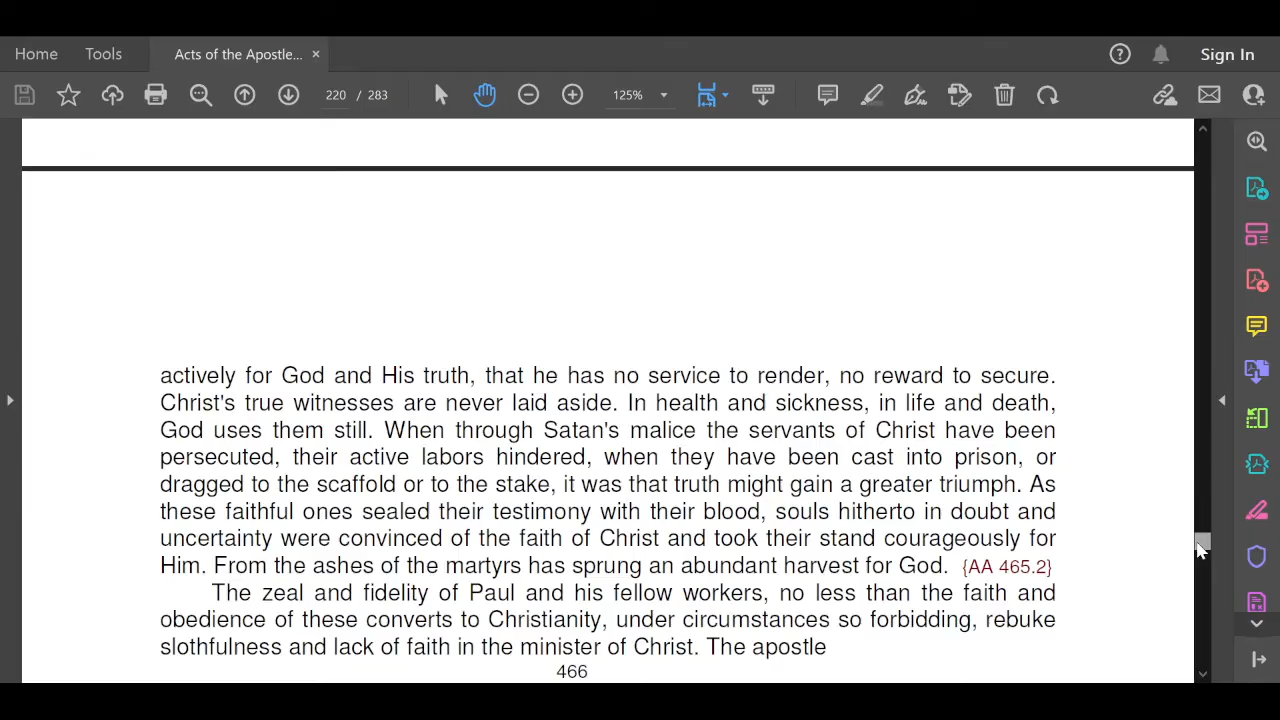 Home Tools Acts of the Apostle... × Sign In
220 / 283 125%
actively for God and His truth, that he has no service to render, no reward to secure.
Christ's true witnesses are never laid aside. In health and sickness, in life and death,
God uses them still. When through Satan's malice the servants of Christ have been
persecuted, their active labors hindered, when they have been cast into prison, or
dragged to the scaffold or to the stake, it was that truth might gain a greater triumph. As
these faithful ones sealed their testimony with their blood, souls hitherto in doubt and
uncertainty were convinced of the faith of Christ and took their stand courageously for
Him. From the ashes of the martyrs has sprung an abundant harvest for God. {AA 465.2}
The zeal and fidelity of Paul and his fellow workers, no less than the faith and
obedience of these converts to Christianity, under circumstances so forbidding, rebuke
slothfulness and lack of faith in the minister of Christ. The apostle
466